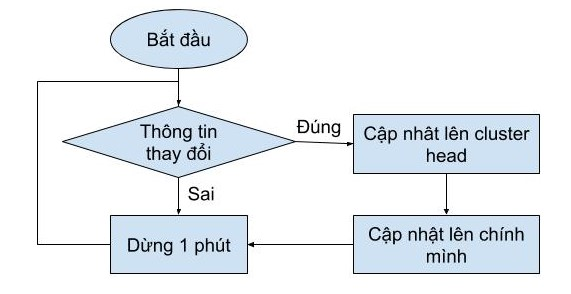 Bắt đầu
Thông tin
thay đổi
Đúng
Cập nhât lên cluster
head
Sai
Dừng 1 phút
Cập nhật lên chính
mình